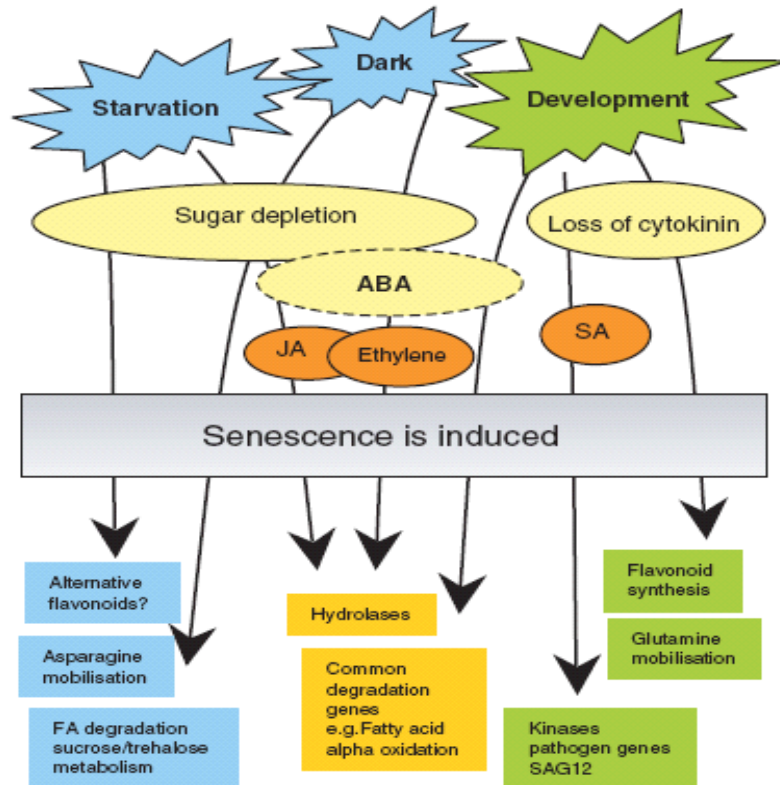 Dark
Starvation
Development
Sugar depletion
Loss of cytokinin
ABA
SA
JA
Ethylene
Senescence is induced
Alternative
flavonoids?
Asparagine
mobilisation
FA degradation
sucrose/trehalose
metabolism
Hydrolases
Common
degradation
genes
e.g.Fatty acid
alpha oxidation
Flavonoid
synthesis
Glutamine
mobilisation
Kinases
pathogen genes
SAG12